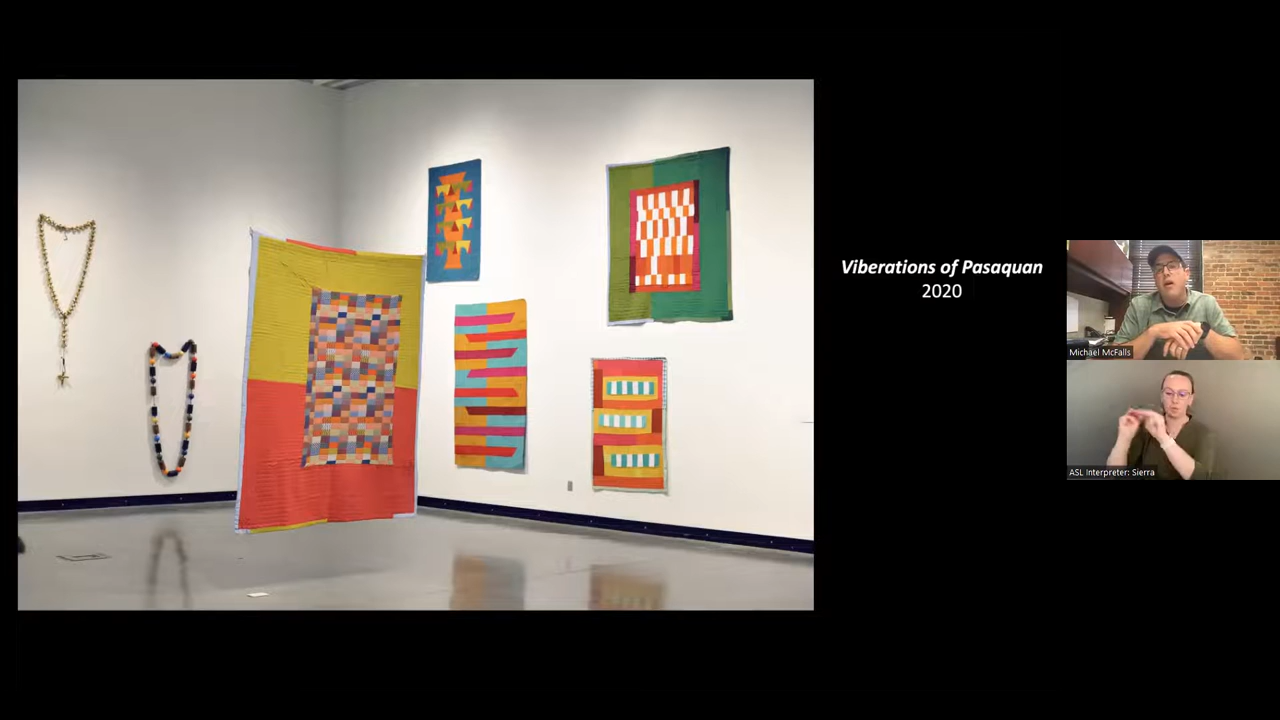 Viberations of Pasaquan
2020
Michael McFalls
ASL Interpreter: Sierra